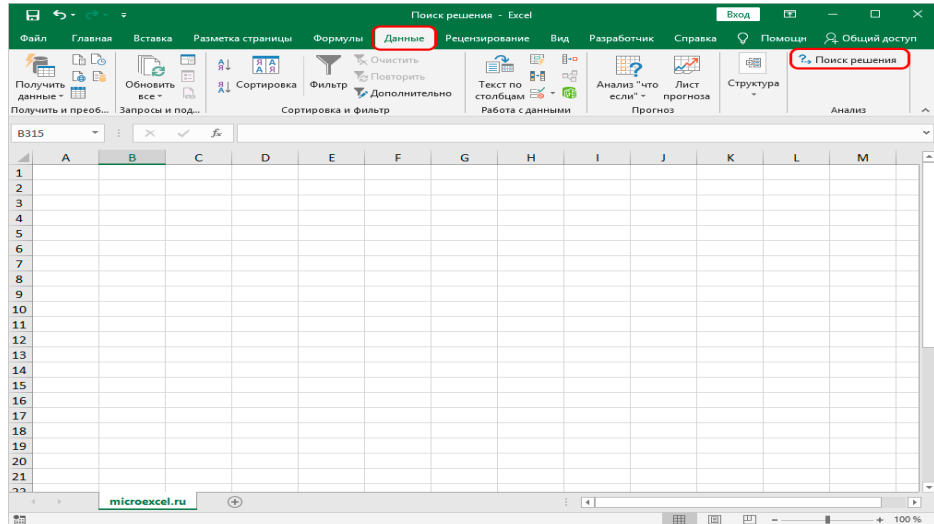 Поиск решения - Excel
Вход
Файл Главная Вставка Разметка страницы Формулы Данные Рецензирование Вид Разработчик Справка Помощн Общий доступ
Получить данные
Обновить все
Сортировка
Фильтр
Очистить
Повторить
Дополнительно
Текст по столбцам
Анализ "что если"
Лист прогноза
Структура
Поиск решения
Получить и преоб... Запросы и под... Сортировка и фильтр Работа с данными Прогноз Анализ
B315 fx
A B C D E F G H I J K L M
1
2
3
4
5
6
7
8
9
10
11
12
13
14
15
16
17
18
19
20
21
22
microexcel.ru
100 %